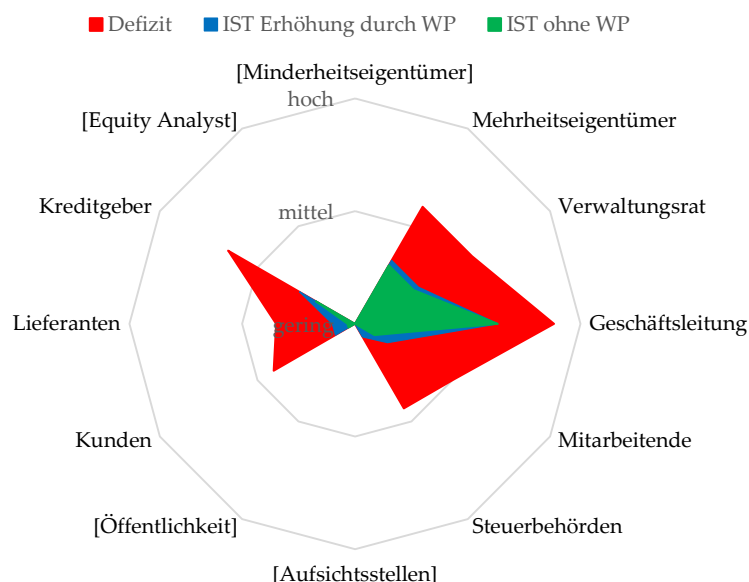 Defizit IST Erhöhung durch WP IST ohne WP
[Minderheitseigentümer]
hoch
[Equity Analyst] Mehrheitseigentümer
Kreditgeber Verwaltungsrat
mittel
Lieferanten gering Geschäftsleitung
Kunden Mitarbeitende
[Öffentlichkeit] Steuerbehörden
[Aufsichtsstellen]